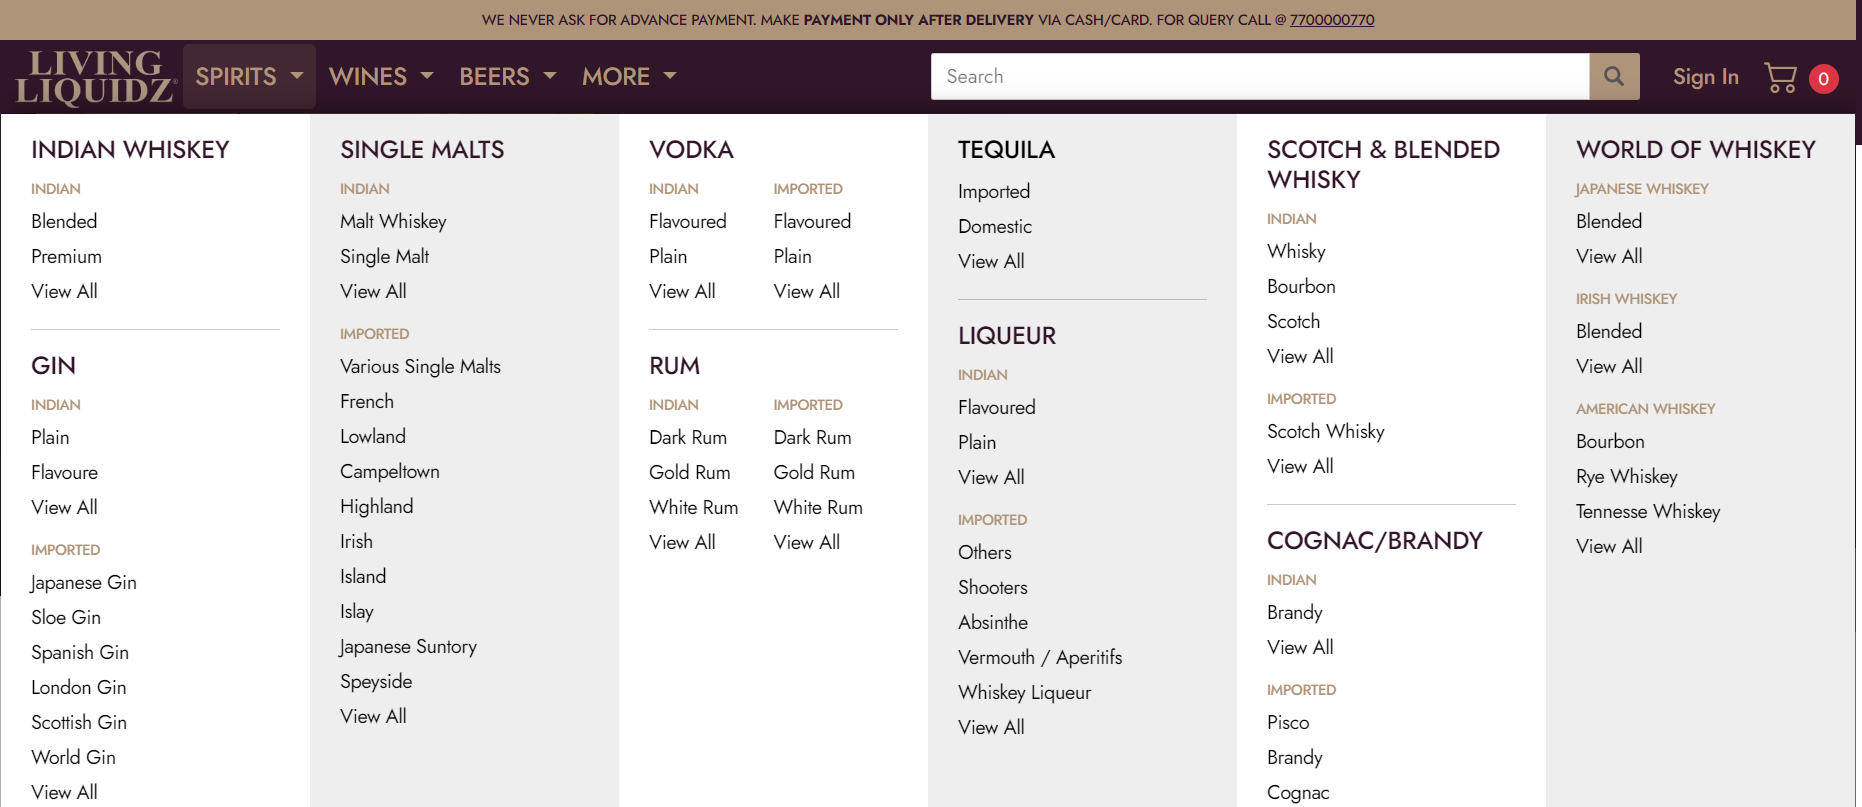 WE NEVER ASK FOR ADVANCE PAYMENT. MAKE PAYMENT ONLY AFTER DELIVERY VIA CASH/CARD. FOR QUERY CALL @ 7700000770
LIVING
LIQUIDZ®
SPIRITS
WINES
BEERS
MORE
Search
Sign In
0
INDIAN WHISKEY
INDIAN
Blended
Premium
View All
GIN
INDIAN
Plain
Flavoure
View All
IMPORTED
Japanese Gin
Sloe Gin
Spanish Gin
London Gin
Scottish Gin
World Gin
View All
SINGLE MALTS
INDIAN
Malt Whiskey
Single Malt
View All
IMPORTED
Various Single Malts
French
Lowland
Campeltown
Highland
Irish
Island
Islay
Japanese Suntory
Speyside
View All
VODKA
INDIAN
Flavoured
Plain
View All
IMPORTED
Flavoured
Plain
View All
RUM
INDIAN
Dark Rum
Gold Rum
White Rum
View All
IMPORTED
Dark Rum
Gold Rum
White Rum
View All
TEQUILA
Imported
Domestic
View All
LIQUEUR
INDIAN
Flavoured
Plain
View All
IMPORTED
Others
Shooters
Absinthe
Vermouth / Aperitifs
Whiskey Liqueur
View All
SCOTCH & BLENDED
WHISKY
INDIAN
Whisky
Bourbon
Scotch
View All
IMPORTED
Scotch Whisky
View All
COGNAC/BRANDY
INDIAN
Brandy
View All
IMPORTED
Pisco
Brandy
Cognac
WORLD OF WHISKEY
JAPANESE WHISKEY
Blended
View All
IRISH WHISKEY
Blended
View All
AMERICAN WHISKEY
Bourbon
Rye Whiskey
Tennesse Whiskey
View All